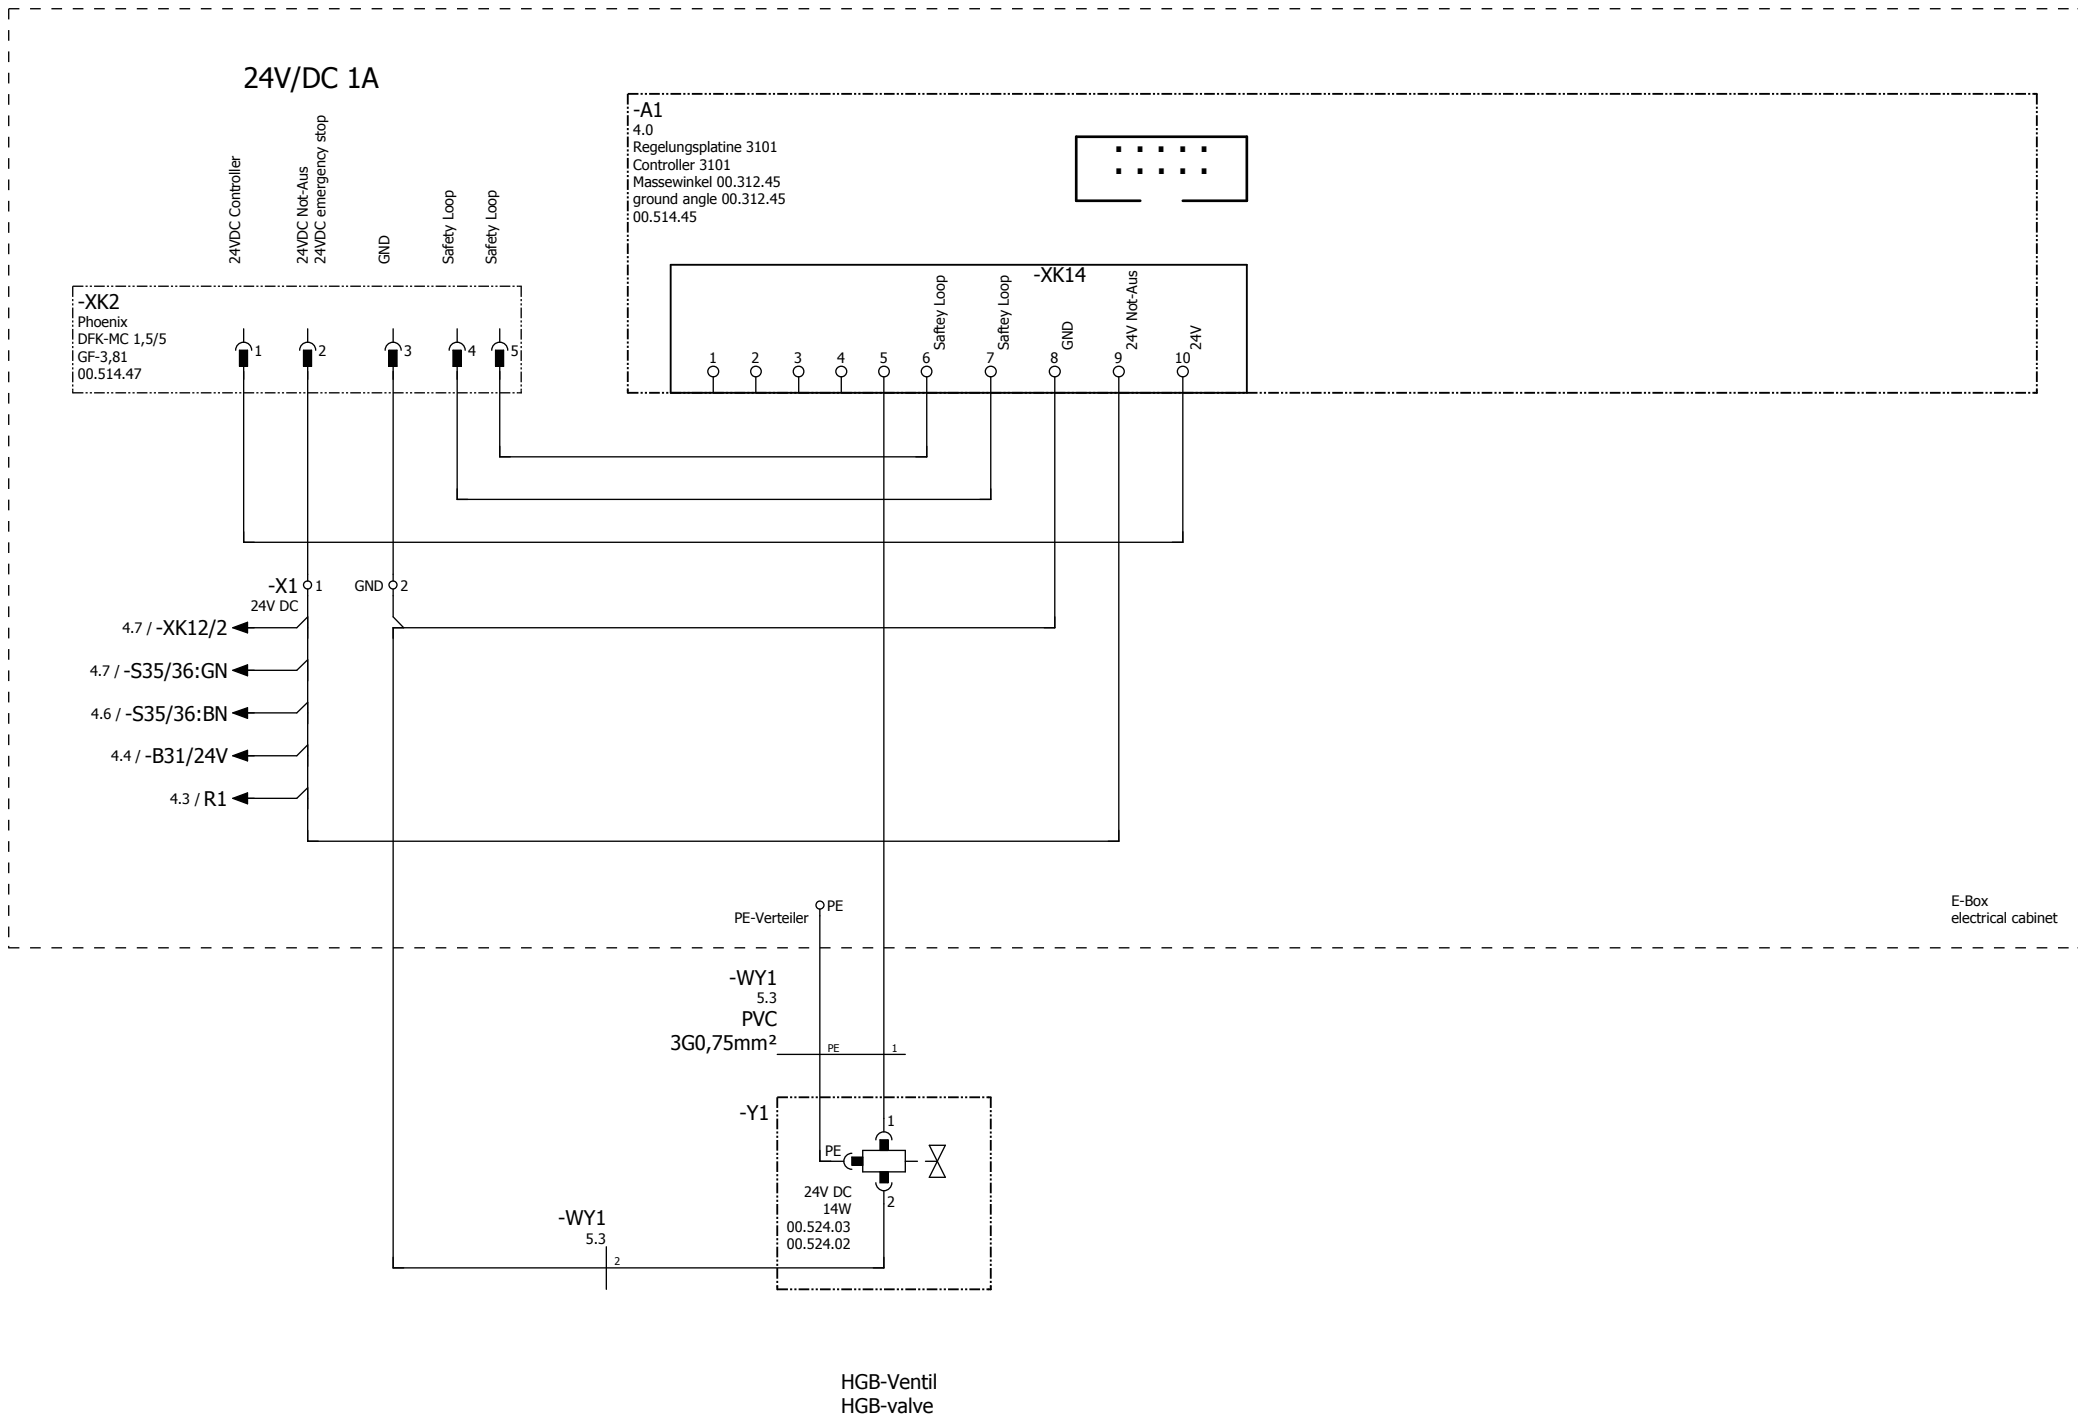 24V/DC 1A
24VDC Controller
24VDC Not-Aus
24VDC emergency stop
GND
Safety Loop
Safety Loop
-XK2
Phoenix
DFK-MC 1,5/5
GF-3,81
00.514.47
1
2
3
4
5
-A1
4.0
Regelungsplatine 3101
Controller 3101
Massewinkel 00.312.45
ground angle 00.312.45
00.514.45
-XK14
Saftey Loop
Saftey Loop
GND
24V Not-Aus
24V
1
2
3
4
5
6
7
8
9
10
-X1
1
24V DC
GND
2
4.7 / -XK12/2
4.7 / -S35/36:GN
4.6 / -S35/36:BN
4.4 / -B31/24V
4.3 / R1
PE-Verteiler
PE
E-Box
electrical cabinet
-WY1
5.3
PVC
3G0,75mm²
PE
1
-Y1
1
PE
2
24V DC
14W
00.524.03
00.524.02
-WY1
5.3
2
HGB-Ventil
HGB-valve